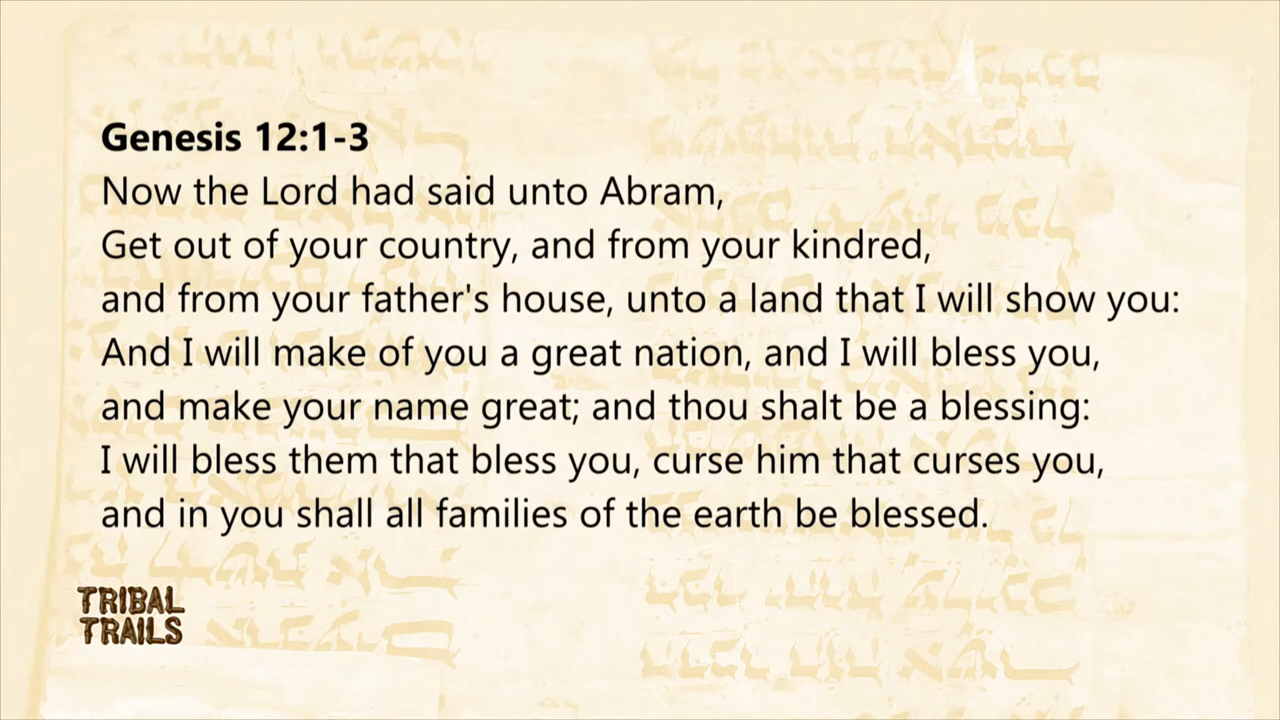 Genesis 12:1-3
Now the Lord had said unto Abram,
Get out of your country, and from your kindred,
and from your father's house, unto a land that I will show you:
And I will make of you a great nation, and I will bless you,
and make your name great; and thou shalt be a blessing:
I will bless them that bless you, curse him that curses you,
and in you shall all families of the earth be blessed.
TRIBAL
TRAILS